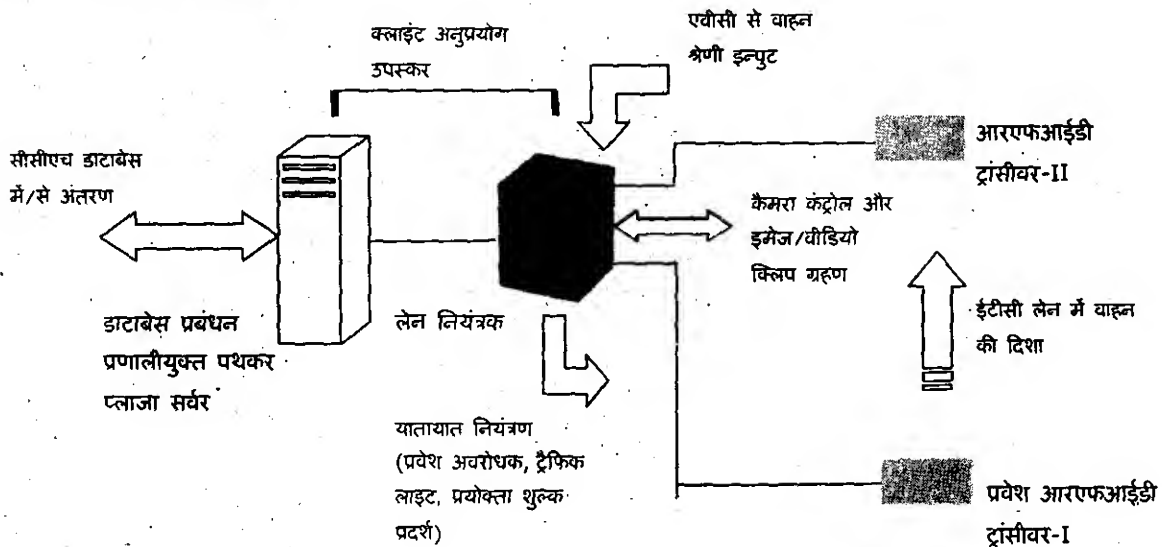 क्लाइंट अनुप्रयोग
उपस्कर
एवीसी से वाहन
श्रेणी इन्पुट
सीसीएच डाटाबेस
में/से अंतरण
आरएफआईडी
ट्रांसीवर-II
कैमरा कंट्रोल और
इमेज/वीडियो
क्लिप ग्रहण
डाटाबेस प्रबंधन
प्रणालीयुक्त पथकर
प्लाजा सर्वर
लेन नियंत्रक
ईटीसी लेन में वाहन
की दिशा
यातायात नियंत्रण
(प्रवेश अवरोधक, ट्रैफिक
लाइट, प्रयोक्ता शुल्क
प्रदर्श)
प्रवेश आरएफआईडी
ट्रांसीवर-I